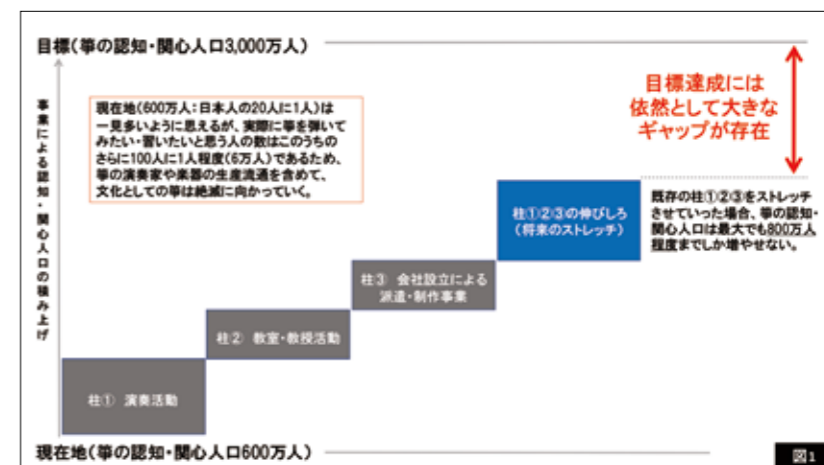 目標(箏の認知・関心人口3,000万人)
事業による認知・関心人口の積み上げ
現在地(600万人:日本人の20人に1人)は
一見多いように思えるが、実際に箏を弾いて
みたい・習いたいと思う人の数はこのうちの
さらに100人に1人程度(6万人)であるため、
箏の演奏家や楽器の生産流通を含めて、
文化としての箏は絶滅に向かっていく。
目標達成には
依然として大きな
ギャップが存在
柱①②③の伸びしろ
(将来のストレッチ)
既存の柱①②③をストレッチ
させていった場合、箏の認知・
関心人口は最大でも800万人
程度までしか増やせない。
柱③ 会社設立による
派遣・制作事業
柱② 教室・教授活動
柱① 演奏活動
現在地(箏の認知・関心人口600万人)
図1